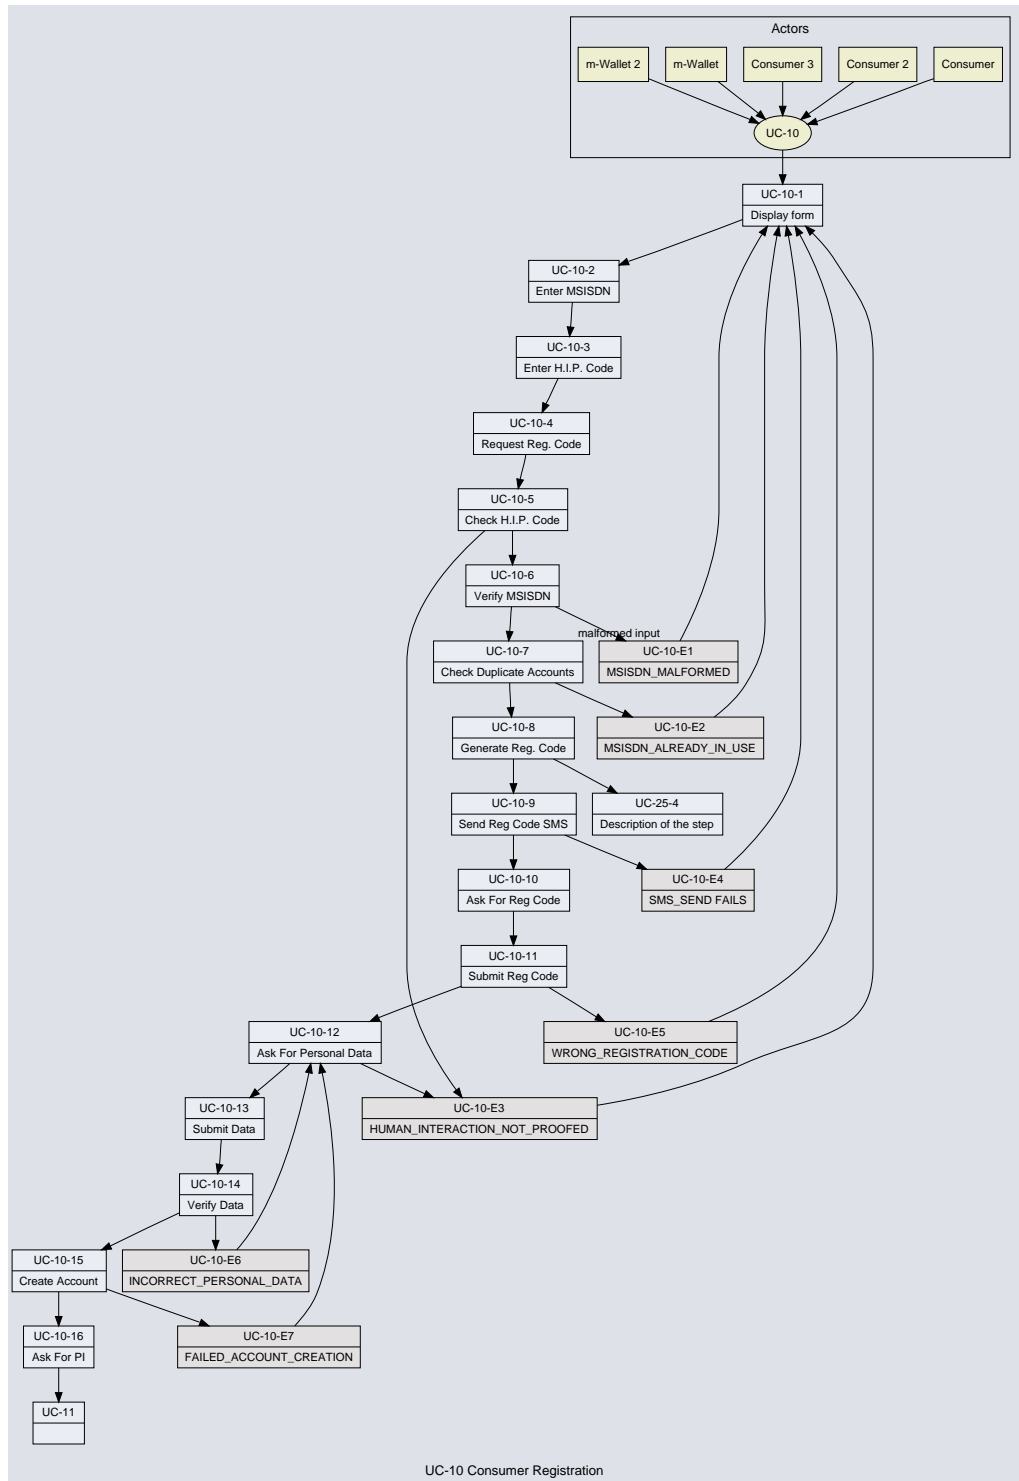 Actors
m-Wallet 2
m-Wallet
Consumer 3
Consumer 2
Consumer
UC-10
UC-10-1
Display form
UC-10-2
Enter MSISDN
UC-10-3
Enter H.I.P. Code
UC-10-4
Request Reg. Code
UC-10-5
Check H.I.P. Code
UC-10-6
Verify MSISDN
malformed input
UC-10-7
Check Duplicate Accounts
UC-10-E1
MSISDN_MALFORMED
UC-10-8
Generate Reg. Code
UC-10-E2
MSISDN_ALREADY_IN_USE
UC-10-9
Send Reg Code SMS
UC-25-4
Description of the step
UC-10-10
Ask For Reg Code
UC-10-E4
SMS_SEND FAILS
UC-10-11
Submit Reg Code
UC-10-12
Ask For Personal Data
UC-10-E5
WRONG_REGISTRATION_CODE
UC-10-13
Submit Data
UC-10-E3
HUMAN_INTERACTION_NOT_PROOFED
UC-10-14
Verify Data
UC-10-15
Create Account
UC-10-E6
INCORRECT_PERSONAL_DATA
UC-10-16
Ask For PI
UC-10-E7
FAILED_ACCOUNT_CREATION
UC-11
UC-10 Consumer Registration